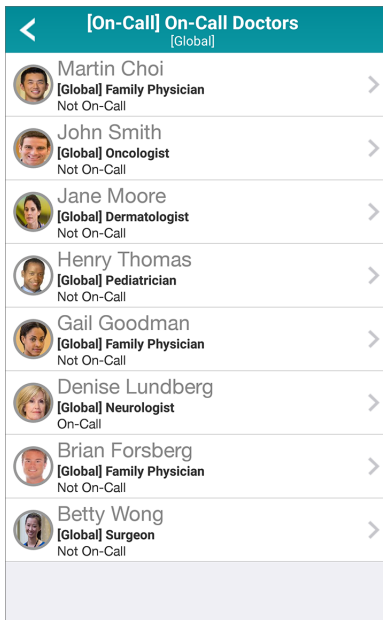 [On-Call] On-Call Doctors
[Global]
Martin Choi
[Global] Family Physician
Not On-Call
John Smith
[Global] Oncologist
Not On-Call
Jane Moore
[Global] Dermatologist
Not On-Call
Henry Thomas
[Global] Pediatrician
Not On-Call
Gail Goodman
[Global] Family Physician
Not On-Call
Denise Lundberg
[Global] Neurologist
On-Call
Brian Forsberg
[Global] Family Physician
Not On-Call
Betty Wong
[Global] Surgeon
Not On-Call